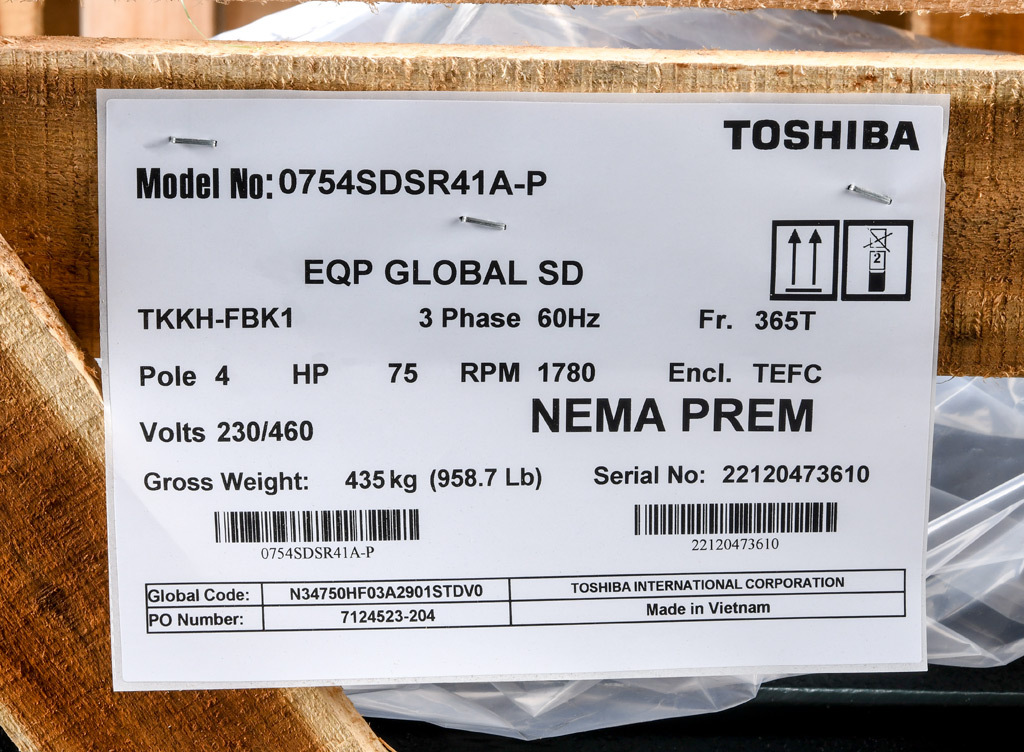 TOSHIBA
Model No: 0754SDSR41A-P
EQP GLOBAL SD
2
TKKH-FBK1 3 Phase 60Hz Fr. 365T
Pole 4 HP 75 RPM 1780 Encl. TEFC
NEMA PREM
Volts 230/460
Gross Weight: 435 kg (958.7 Lb) Serial No: 22120473610
0754SDSR41A-P 22120473610
Global Code: N34750HF03A2901STDV0 TOSHIBA INTERNATIONAL CORPORATION
PO Number: 7124523-204 Made in Vietnam